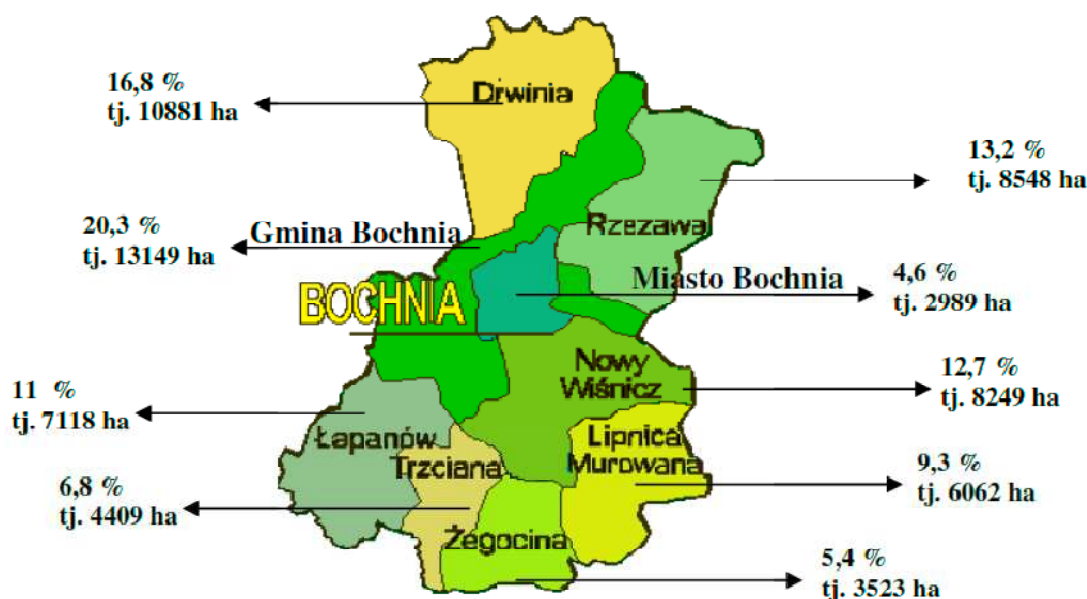 16,8 %
tj. 10881 ha
Drwinia
13,2 %
tj. 8548 ha
20,3 %
tj. 13149 ha
Gmina Bochnia
Rzezawa
Miasto Bochnia
4,6 %
tj. 2989 ha
BOCHNIA
Nowy
Wiśnicz
12,7 %
tj. 8249 ha
11 %
tj. 7118 ha
Łapanów
Trzciana
Lipnica
Murowana
9,3 %
tj. 6062 ha
6,8 %
tj. 4409 ha
Żegocina
5,4 %
tj. 3523 ha